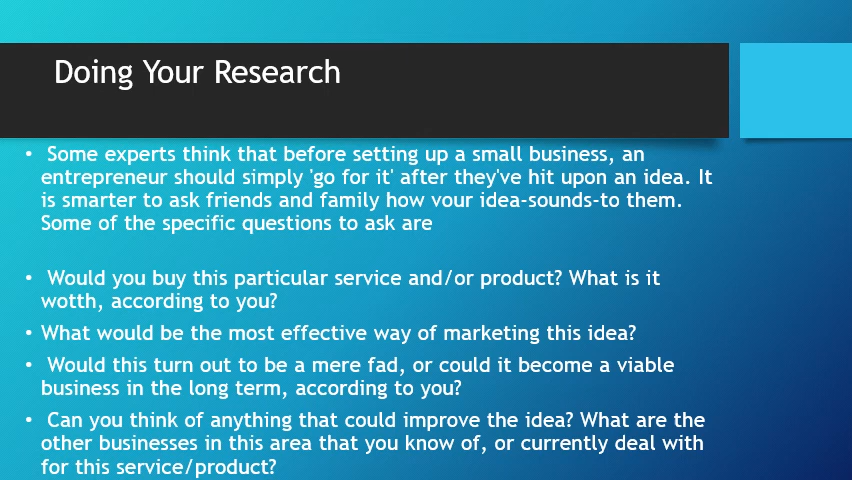 Doing Your Research
• Some experts think that before setting up a small business, an
entrepreneur should simply 'go for it' after they've hit upon an idea. It
is smarter to ask friends and family how vour idea-sounds-to them.
Some of the specific questions to ask are
• Would you buy this particular service and/or product? What is it
wotth, according to you?
• What would be the most effective way of marketing this idea?
• Would this turn out to be a mere fad, or could it become a viable
business in the long term, according to you?
• Can you think of anything that could improve the idea? What are the
other businesses in this area that you know of, or currently deal with
for this service/product?